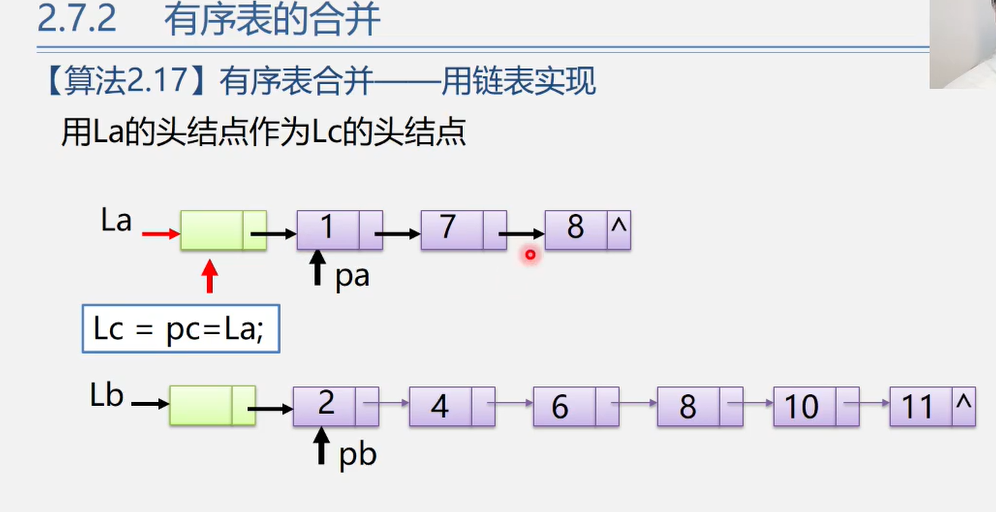 2.7.2 有序表的合并
【算法2.17】有序表合并——用链表实现
用La的头结点作为Lc的头结点
La 1 7 8 ^
pa
Lc = pc=La;
Lb 2 4 6 8 10 11 ^
pb